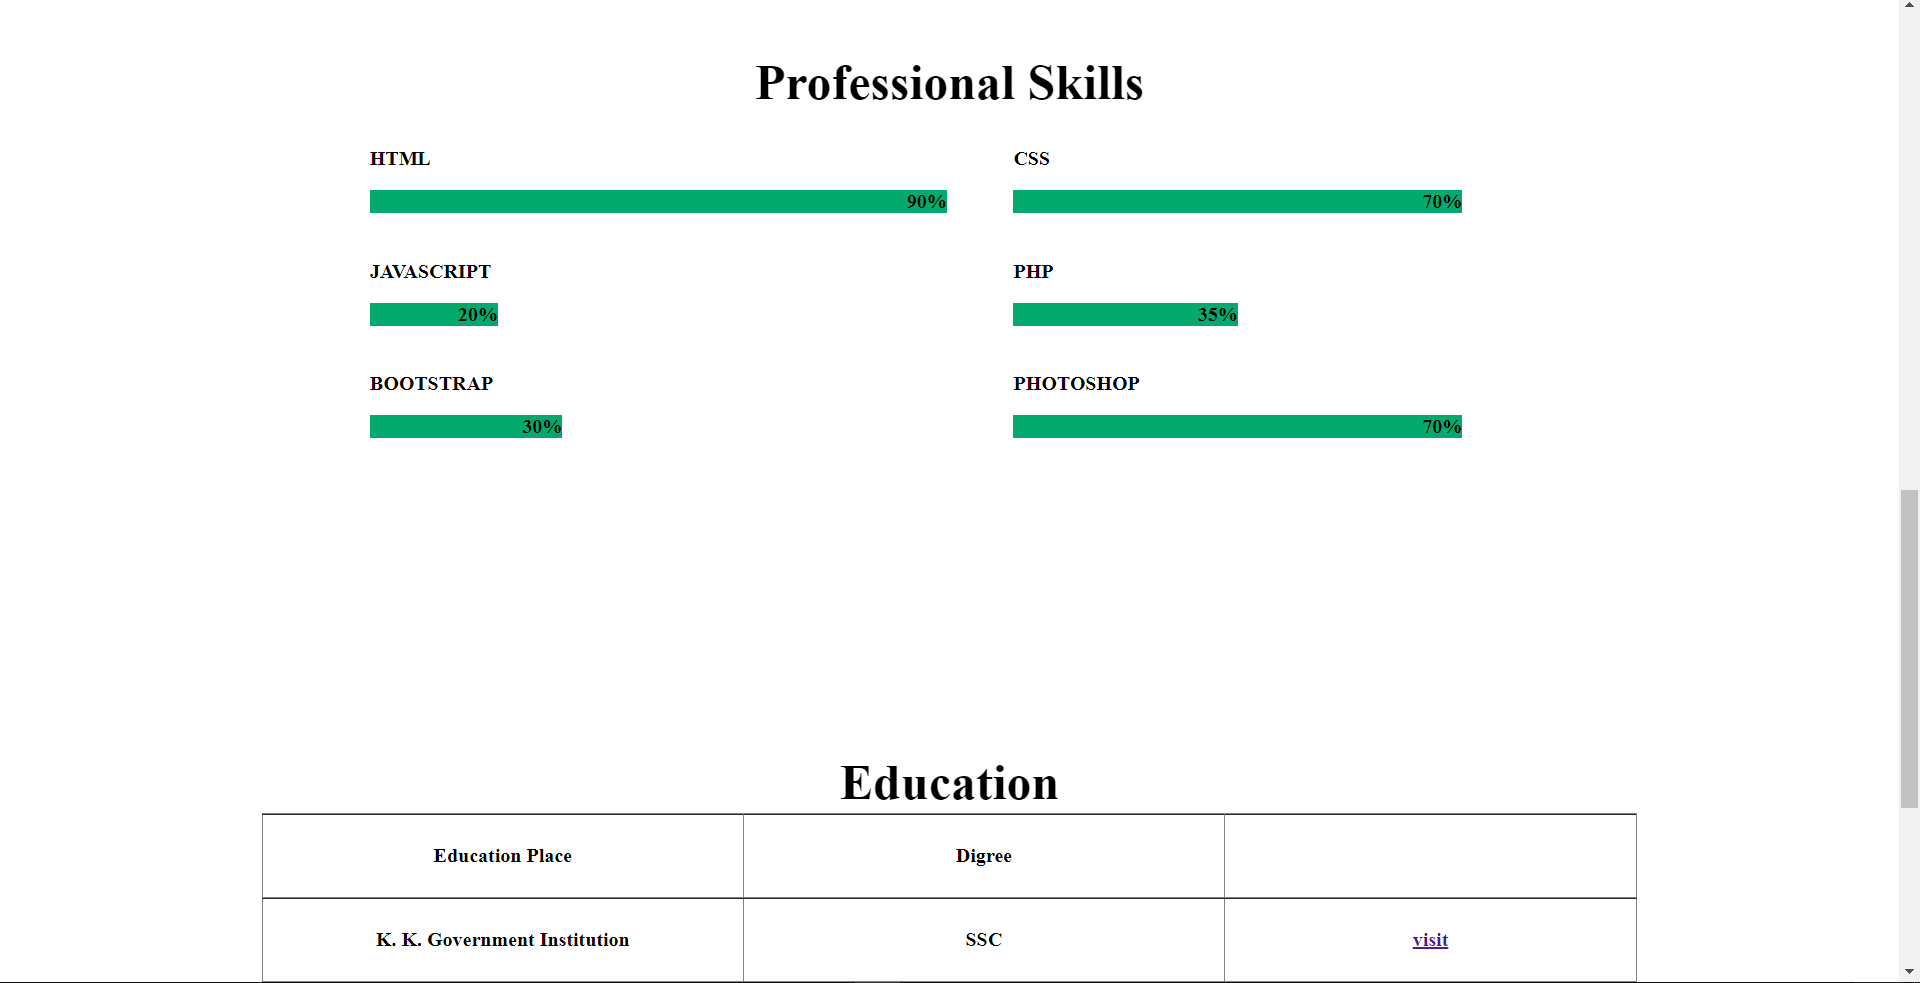 Professional Skills
HTML
90%
CSS
70%
JAVASCRIPT
20%
PHP
35%
BOOTSTRAP
30%
PHOTOSHOP
70%
Education
Education Place Digree
K. K. Government Institution SSC visit